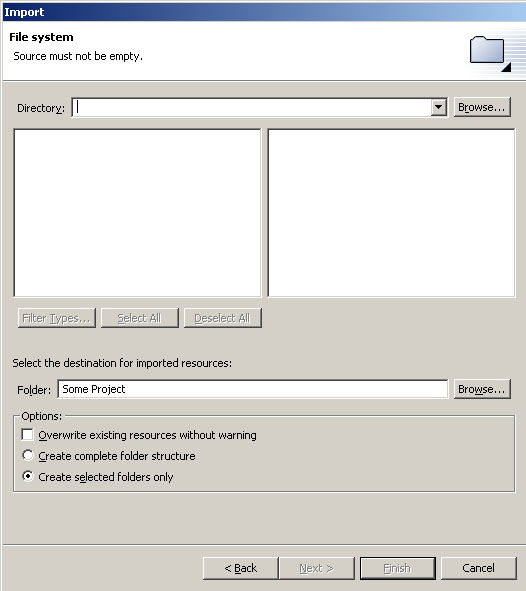 Import
File system
Source must not be empty.
Directory:
Browse...
Filter Types...
Select All
Deselect All
Select the destination for imported resources:
Folder:
Some Project
Browse...
Options:
Overwrite existing resources without warning
Create complete folder structure
Create selected folders only
< Back
Next >
Finish
Cancel